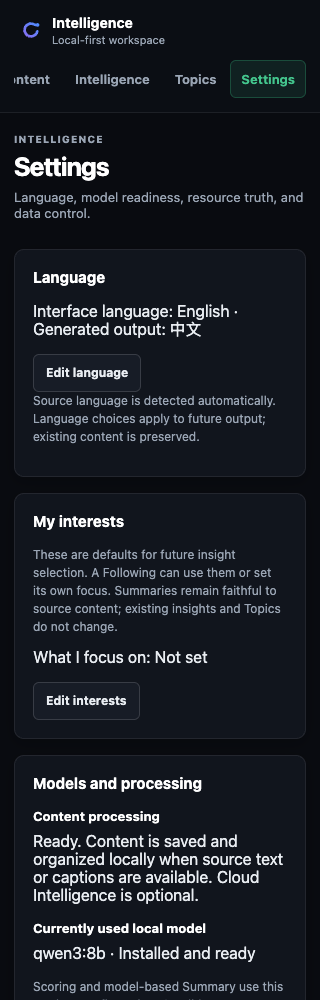 Intelligence
Local-first workspace
ontent Intelligence Topics Settings
INTELLIGENCE
Settings
Language, model readiness, resource truth, and
data control.
Language
Interface language: English ·
Generated output: 中文
Edit language
Source language is detected automatically.
Language choices apply to future output;
existing content is preserved.
My interests
These are defaults for future insight
selection. A Following can use them or set
its own focus. Summaries remain faithful to
source content; existing insights and Topics
do not change.
What I focus on: Not set
Edit interests
Models and processing
Content processing
Ready. Content is saved and
organized locally when source text
or captions are available. Cloud
Intelligence is optional.
Currently used local model
qwen3:8b · Installed and ready
Scoring and model-based Summary use this